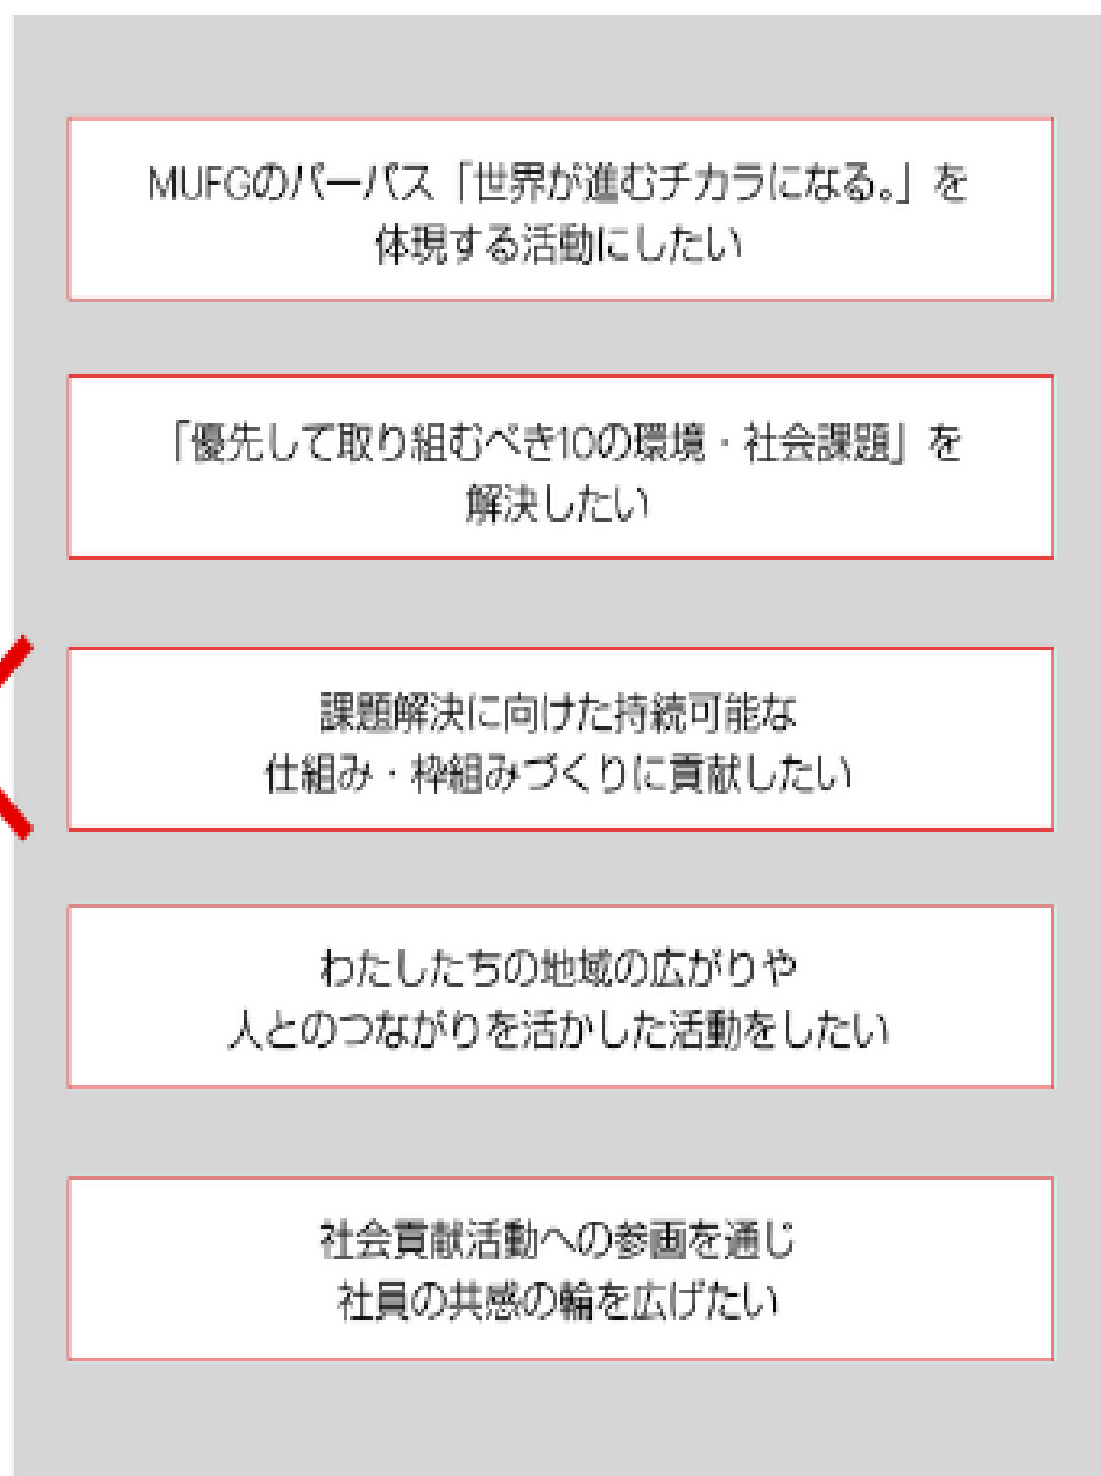 MUFGのパーパス「世界が進むチカラになる。」を
体現する活動にしたい
「優先して取り組むべき10の環境・社会課題」を
解決したい
課題解決に向けた持続可能な
仕組み・枠組みづくりに貢献したい
わたしたちの地域の広がりや
人とのつながりを活かした活動をしたい
社会貢献活動への参画を通じ
社員の共感の輪を広げたい